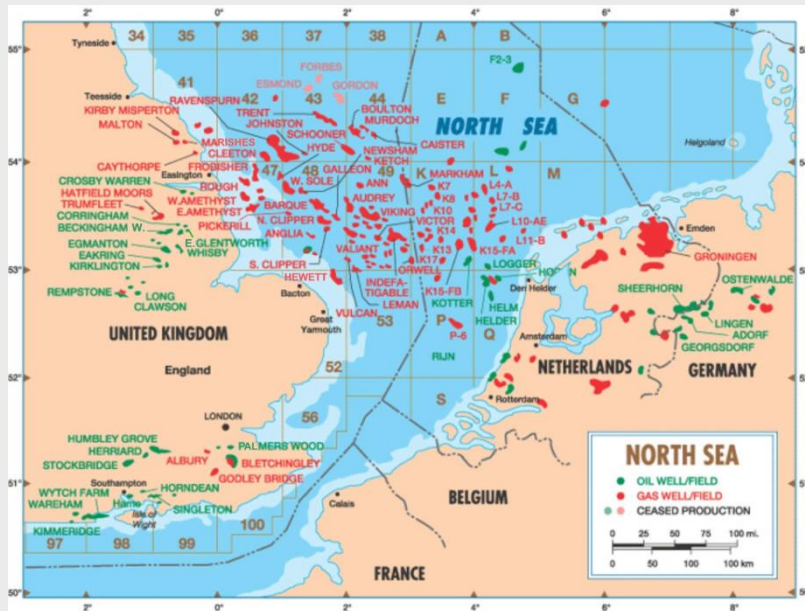 34
35
36
37
38
A
B
Tyneside
55°
55°
FORBES
F2-3
ESMOND
GORDON
41
Teesside
RAVENSPURN
42
43
44
E
F
G
KIRBY MISPERTON
TRENT
BOULTON
MURDOCH
MALTON
JOHNSTON
SCHOONER
CAISTER
NORTH SEA
MARISHES
CLEETON
HYDE
NEWSHAM
KETCH
Helgoland
54°
54°
FROBISHER
CAYTHORPE
Easington
47
48
GALLEON
49
K
MARKHAM
L
M
CROSBY WARREN
ROUGH
W. SOLE
ANN
K7
L4-A
HATFIELD MOORS
W.AMETHYST
BARQUE
AUDREY
K8
L7-B
TRUMFLEET
E.AMETHYST
VIKING
K10
L7-C
CORRINGHAM
PICKERILL
N. CLIPPER
VICTOR
L10-AE
BECKINGHAM W.
ANGLIA
K14
Emden
EGMANTON
E.GLENTWORTH
VALIANT
K13
L11-B
EAKRING
WHISBY
K15-FA
GRONINGEN
KIRKLINGTON
S. CLIPPER
K17
LOGGER
53°
53°
HEWETT
ORWELL
REMPSTONE
Bacton
INDEFA-
TIGABLE
K15-FB
Den Helder
SHEERHORN
OSTENWALDE
LONG
CLAWSON
LEMAN
KOTTER
HELM
Great
Yarmouth
VULCAN
53
P
HELDER
LINGEN
UNITED KINGDOM
P-6
Q
Amsterdam
ADORF
RIJN
GEORGSDORF
England
52
NETHERLANDS
GERMANY
52°
52°
S
Rotterdam
LONDON
56
HUMBLEY GROVE
PALMERS WOOD
HERRIARD
ALBURY
BLETCHINGLEY
STOCKBRIDGE
GODLEY BRIDGE
Southampton
HORNDEAN
51°
51°
WYTCH FARM
SINGLETON
WAREHAM
Isle of
Wight
Calais
BELGIUM
KIMMERIDGE
100
97
98
99
FRANCE
50°
50°
NORTH SEA
OIL WELL/FIELD
GAS WELL/FIELD
CEASED PRODUCTION
0 25 50 75 100 mi.
0 50 100 km
2°
0°
2°
4°
6°
8°